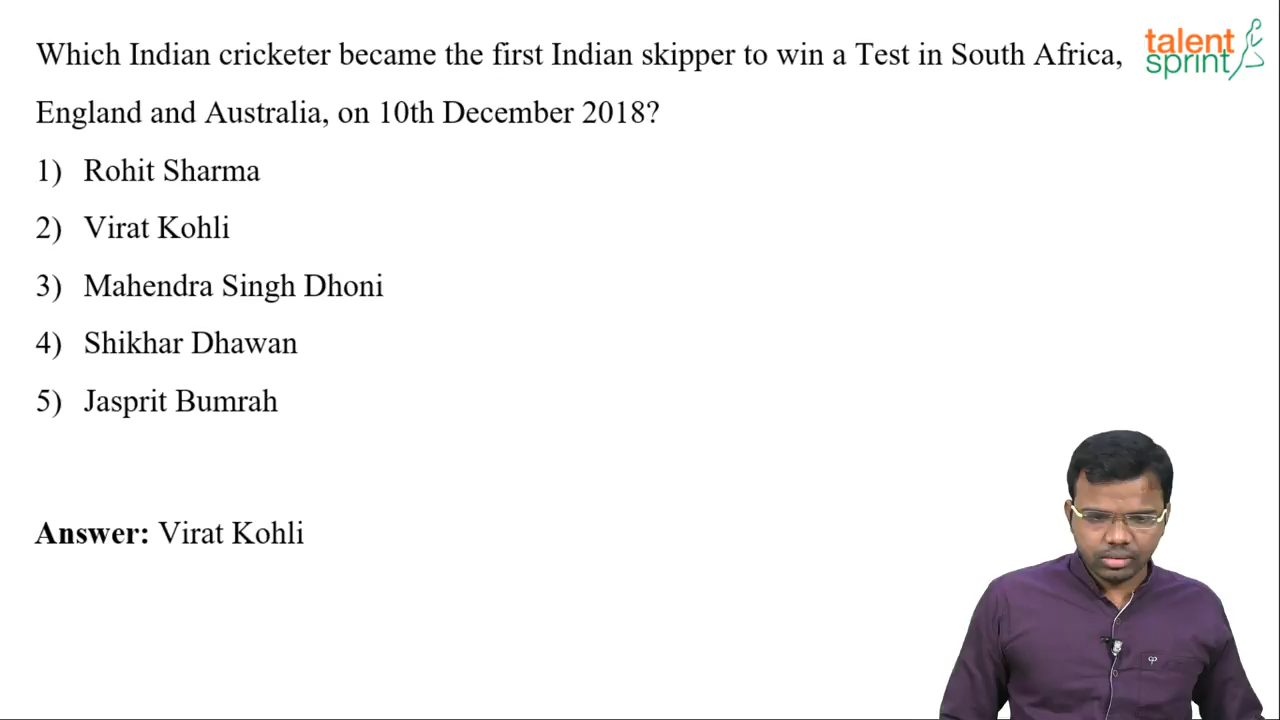 Which Indian cricketer became the first Indian skipper to win a Test in South Africa,
England and Australia, on 10th December 2018?
1) Rohit Sharma
2) Virat Kohli
3) Mahendra Singh Dhoni
4) Shikhar Dhawan
5) Jasprit Bumrah
Answer: Virat Kohli
talent
sprint